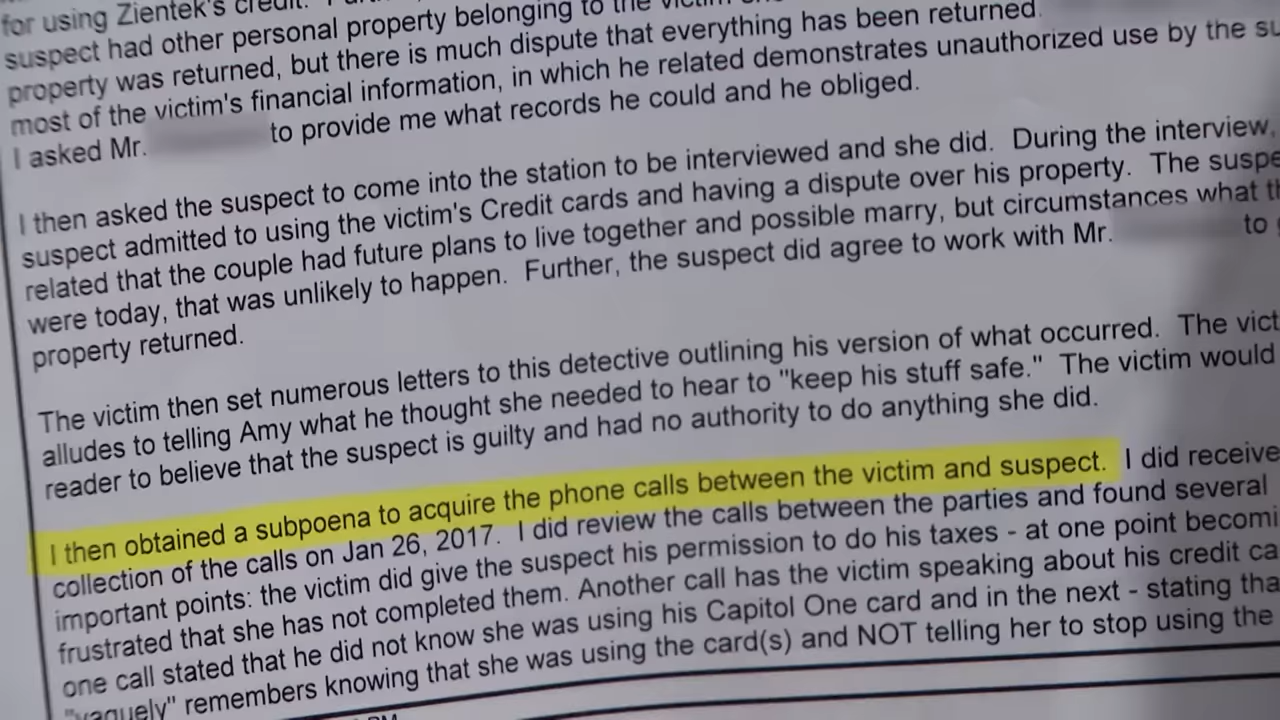 for using Zientek's credit.
suspect had other personal property belonging to the victim
property was returned, but there is much dispute that everything has been returned.
most of the victim's financial information, in which he related demonstrates unauthorized use by the
I asked Mr. to provide me what records he could and he obliged.
I then asked the suspect to come into the station to be interviewed and she did. During the interview,
suspect admitted to using the victim's Credit cards and having a dispute over his property. The
related that the couple had future plans to live together and possible marry, but circumstances what
were today, that was unlikely to happen. Further, the suspect did agree to work with Mr. to
property returned.
The victim then set numerous letters to this detective outlining his version of what occurred. The
alludes to telling Amy what he thought she needed to hear to "keep his stuff safe." The victim would
reader to believe that the suspect is guilty and had no authority to do anything she did.
I then obtained a subpoena to acquire the phone calls between the victim and suspect. I did receive
collection of the calls on Jan 26, 2017. I did review the calls between the parties and found several
important points: the victim did give the suspect his permission to do his taxes - at one point
frustrated that she has not completed them. Another call has the victim speaking about his credit
one call stated that he did not know she was using his Capitol One card and in the next - stating
"vaguely" remembers knowing that she was using the card(s) and NOT telling her to stop using the